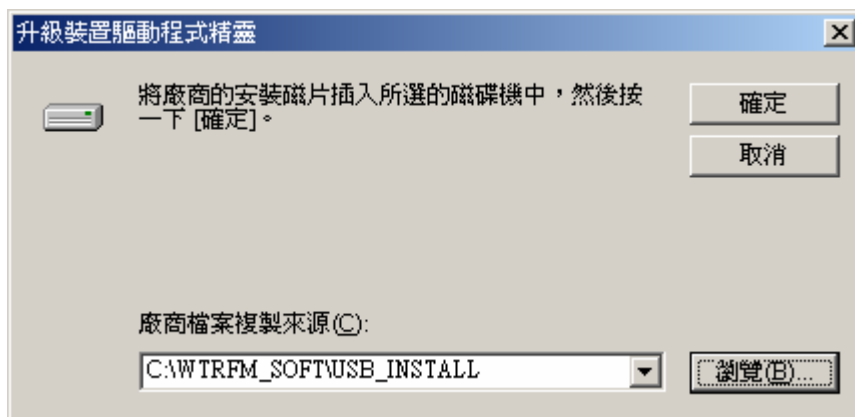 升級裝置驅動程式精靈
將廠商的安裝磁片插入所選的磁碟機中，然後按
一下 [確定]。
確定
取消
廠商檔案複製來源(C):
C:\WTRFM_SOFT\USB_INSTALL
瀏覽(B)...